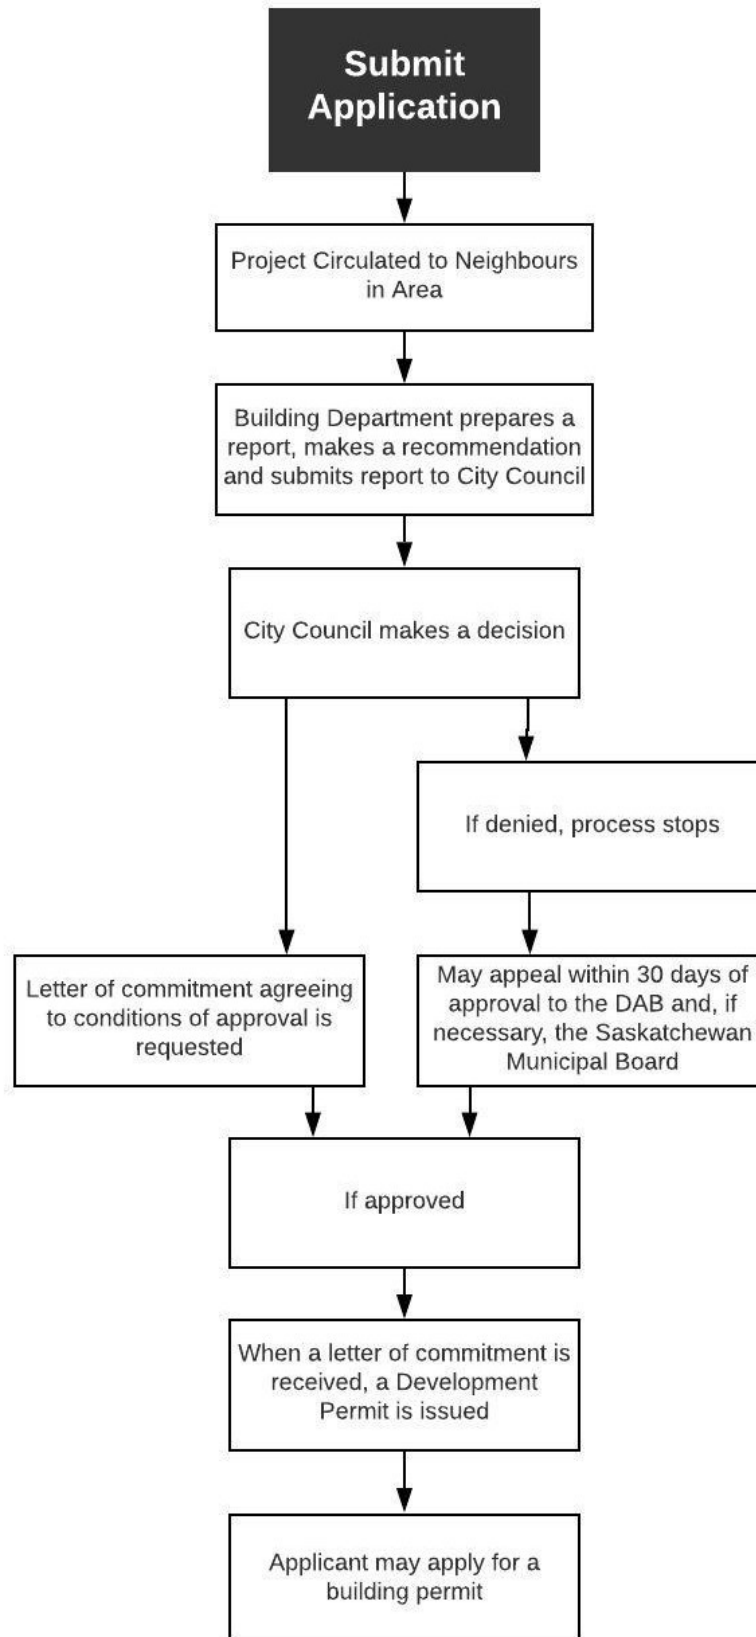 Submit
Application
Project Circulated to Neighbours
in Area
Building Department prepares a
report, makes a recommendation
and submits report to City Council
City Council makes a decision
If denied, process stops
Letter of commitment agreeing
to conditions of approval is
requested
May appeal within 30 days of
approval to the DAB and, if
necessary, the Saskatchewan
Municipal Board
If approved
When a letter of commitment is
received, a Development
Permit is issued
Applicant may apply for a
building permit